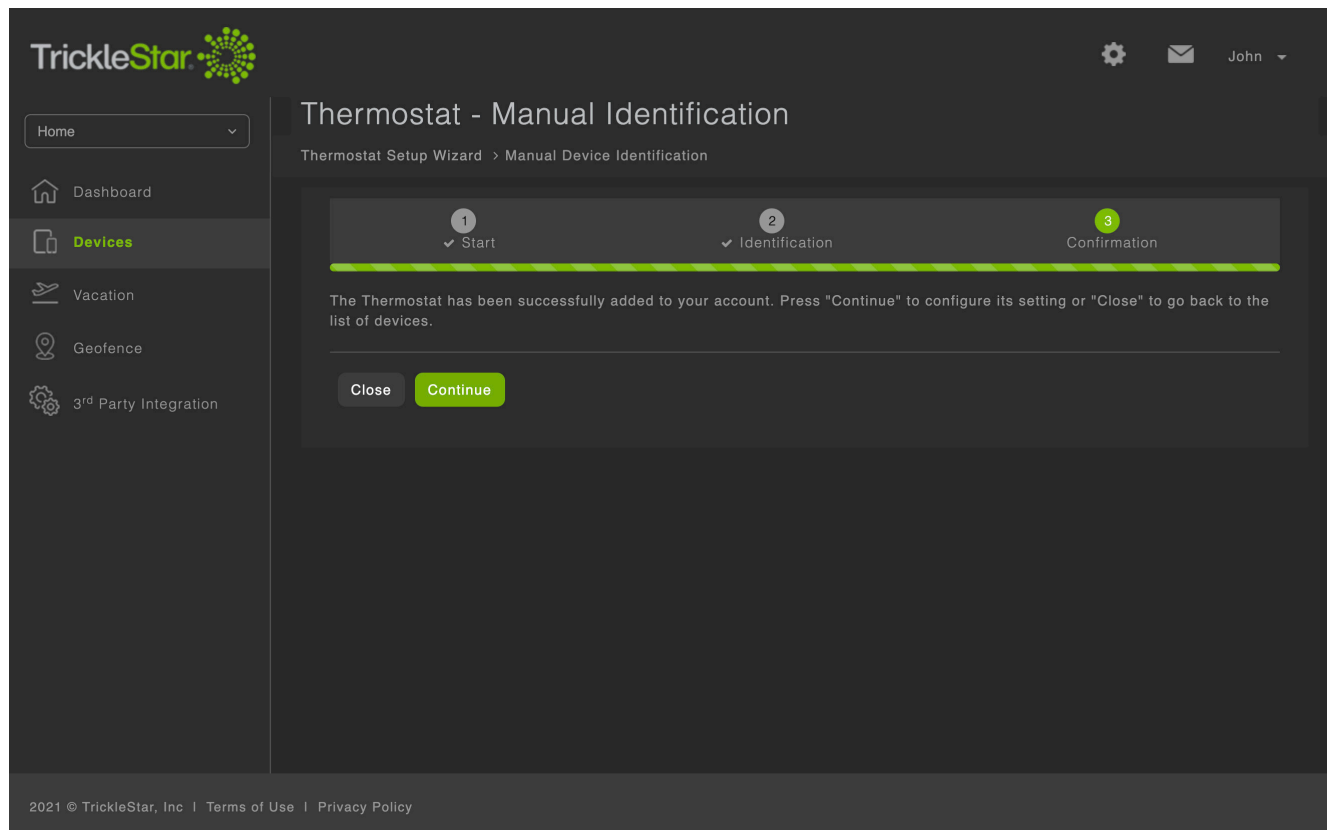 TrickleStar
John
Home
Dashboard
Devices
Vacation
Geofence
3rd Party Integration
Thermostat - Manual Identification
Thermostat Setup Wizard > Manual Device Identification
1
Start
2
Identification
3
Confirmation
The Thermostat has been successfully added to your account. Press "Continue" to configure its setting or "Close" to go back to the
list of devices.
Close
Continue
2021 © TrickleStar, Inc | Terms of Use | Privacy Policy